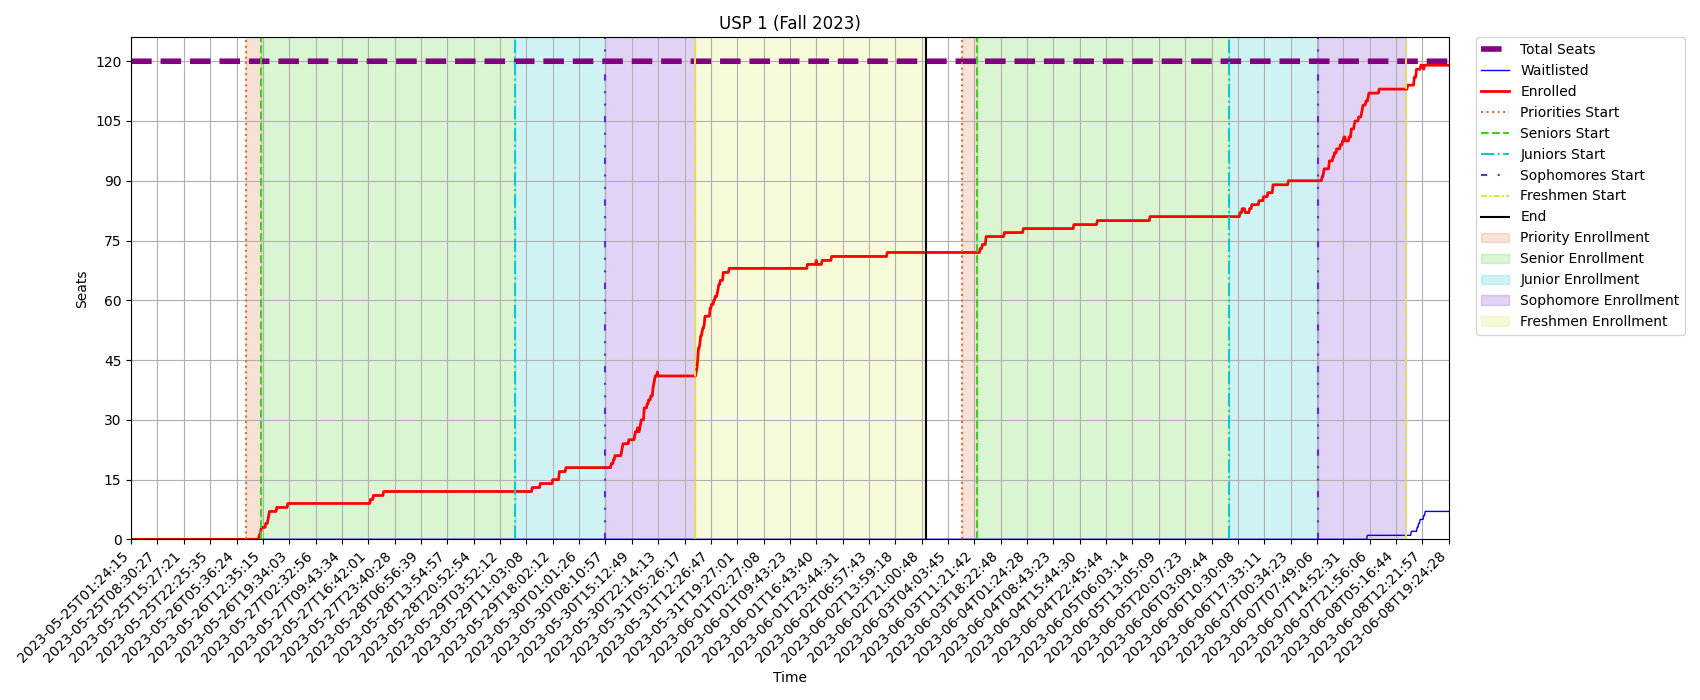 USP 1 (Fall 2023)
Seats
120
105
90
75
60
45
30
15
0
2023-05-25T01:24:15
2023-05-25T08:30:27
2023-05-25T15:27:21
2023-05-25T22:25:35
2023-05-26T05:36:24
2023-05-26T12:35:15
2023-05-26T19:34:03
2023-05-27T02:32:56
2023-05-27T09:43:34
2023-05-27T16:42:01
2023-05-27T23:40:28
2023-05-28T06:56:39
2023-05-28T13:54:57
2023-05-28T20:52:54
2023-05-29T03:52:12
2023-05-29T11:03:08
2023-05-29T18:02:12
2023-05-30T01:01:26
2023-05-30T08:10:57
2023-05-30T15:12:49
2023-05-30T22:14:13
2023-05-31T05:26:17
2023-05-31T12:26:47
2023-05-31T19:27:01
2023-06-01T02:27:08
2023-06-01T09:43:23
2023-06-01T16:43:40
2023-06-01T23:44:31
2023-06-02T06:57:43
2023-06-02T13:59:18
2023-06-02T21:00:48
2023-06-03T04:03:45
2023-06-03T11:21:42
2023-06-03T18:22:48
2023-06-04T01:24:28
2023-06-04T08:43:23
2023-06-04T15:44:30
2023-06-04T22:45:44
2023-06-05T06:03:14
2023-06-05T13:05:09
2023-06-05T20:07:23
2023-06-06T03:09:44
2023-06-06T10:30:08
2023-06-06T17:33:11
2023-06-07T00:34:23
2023-06-07T07:49:06
2023-06-07T14:52:31
2023-06-07T21:56:06
2023-06-08T05:16:44
2023-06-08T12:21:57
2023-06-08T19:24:28
Time
Total Seats
Waitlisted
Enrolled
Priorities Start
Seniors Start
Juniors Start
Sophomores Start
Freshmen Start
End
Priority Enrollment
Senior Enrollment
Junior Enrollment
Sophomore Enrollment
Freshmen Enrollment